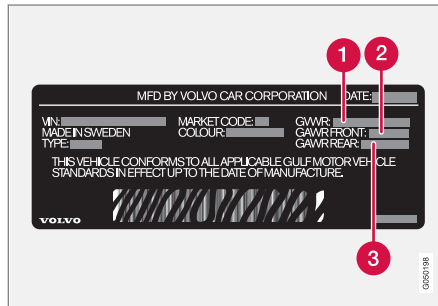 1 2
MFD BY VOLVO CAR CORPORATION DATE:
VIN: MARKET CODE: GVWR:
MADE IN SWEDEN COLOUR: GAWR FRONT:
TYPE: GAWR REAR:
THIS VEHICLE CONFORMS TO ALL APPLICABLE GULF MOTOR VEHICLE
STANDARDS IN EFFECT UP TO THE DATE OF MANUFACTURE.
VOLVO
3
G050198